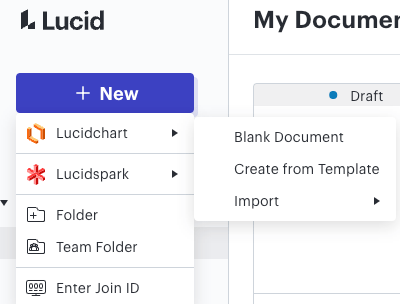 Lucid
My Documen
+ New
Draft
Lucidchart
Blank Document
Lucidspark
Create from Template
Import
Folder
Team Folder
Enter Join ID